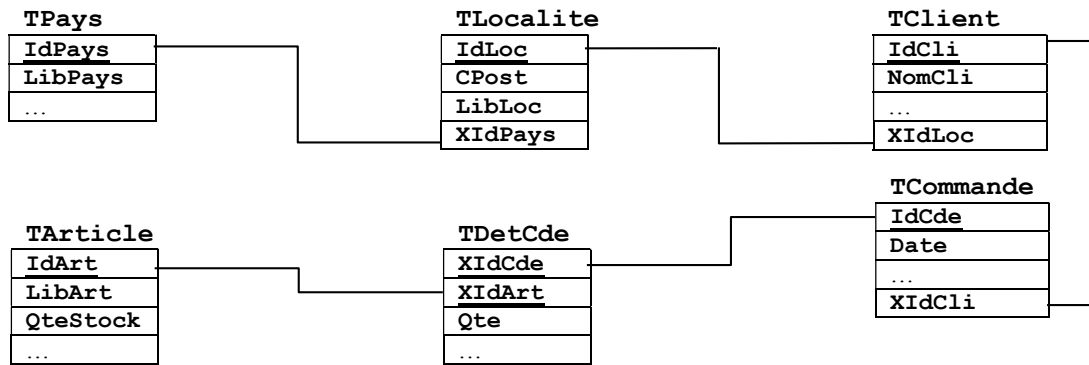 TPays
IdPays
LibPays
...
TLocalite
IdLoc
CPost
LibLoc
XIdPays
TClient
IdCli
NomCli
...
XIdLoc
TArticle
IdArt
LibArt
QteStock
...
TDetCde
XIdCde
XIdArt
Qte
...
TCommande
IdCde
Date
...
XIdCli